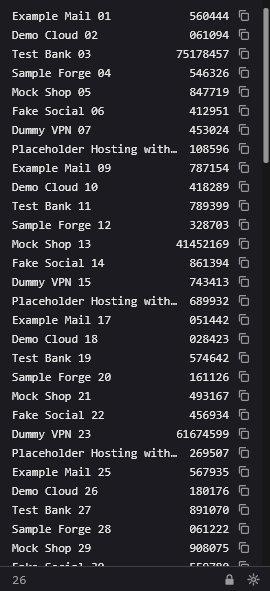 Example Mail 01 560444
Demo Cloud 02 061094
Test Bank 03 75178457
Sample Forge 04 546326
Mock Shop 05 847719
Fake Social 06 412951
Dummy VPN 07 453024
Placeholder Hosting with… 108596
Example Mail 09 787154
Demo Cloud 10 418289
Test Bank 11 789399
Sample Forge 12 328703
Mock Shop 13 41452169
Fake Social 14 861394
Dummy VPN 15 743413
Placeholder Hosting with… 689932
Example Mail 17 051442
Demo Cloud 18 028423
Test Bank 19 574642
Sample Forge 20 161126
Mock Shop 21 493167
Fake Social 22 456934
Dummy VPN 23 61674599
Placeholder Hosting with… 269507
Example Mail 25 567935
Demo Cloud 26 180176
Test Bank 27 891070
Sample Forge 28 061222
Mock Shop 29 908075
Fake Social 30
26